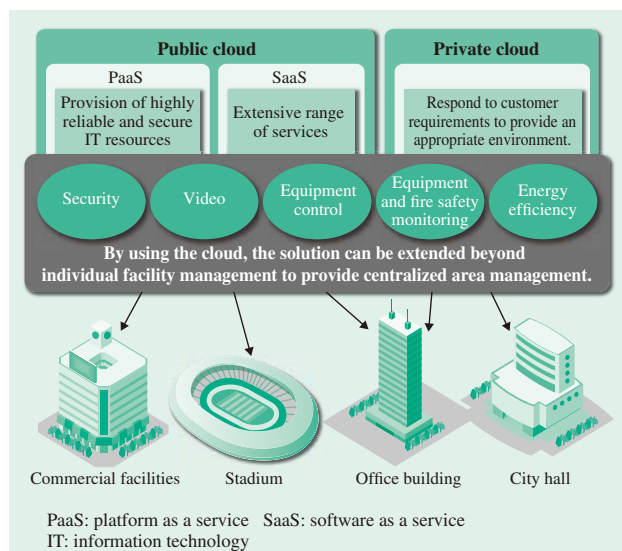 Public cloud
Private cloud
PaaS
SaaS
Provision of highly
reliable and secure
IT resources
Extensive range
of services
Respond to customer
requirements to provide an
appropriate environment.
Security
Video
Equipment
control
Equipment
and fire safety
monitoring
Energy
efficiency
By using the cloud, the solution can be extended beyond
individual facility management to provide centralized area management.
Commercial facilities
Stadium
Office building
City hall
PaaS: platform as a service SaaS: software as a service
IT: information technology